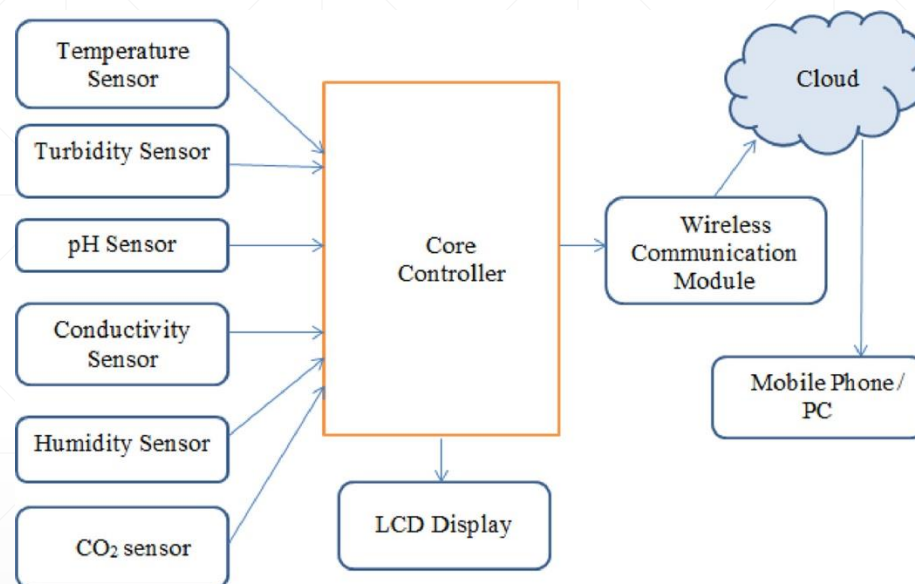 Temperature
Sensor
Turbidity Sensor
pH Sensor
Conductivity
Sensor
Humidity Sensor
CO₂ sensor
Core
Controller
LCD Display
Wireless
Communication
Module
Cloud
Mobile Phone /
PC